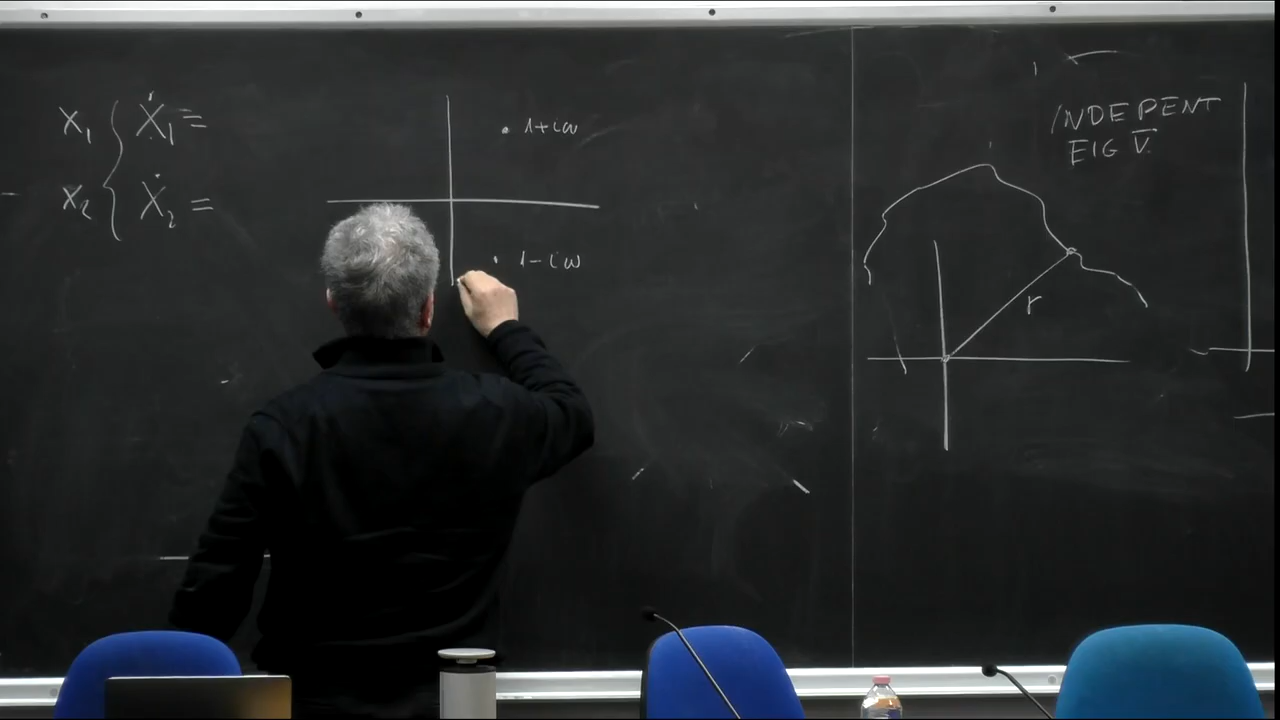 x₁ { ẋ₁ =
x₂ ẋ₂ =
1+iω
1-iω
INDEPENT
EIG V̅.
r